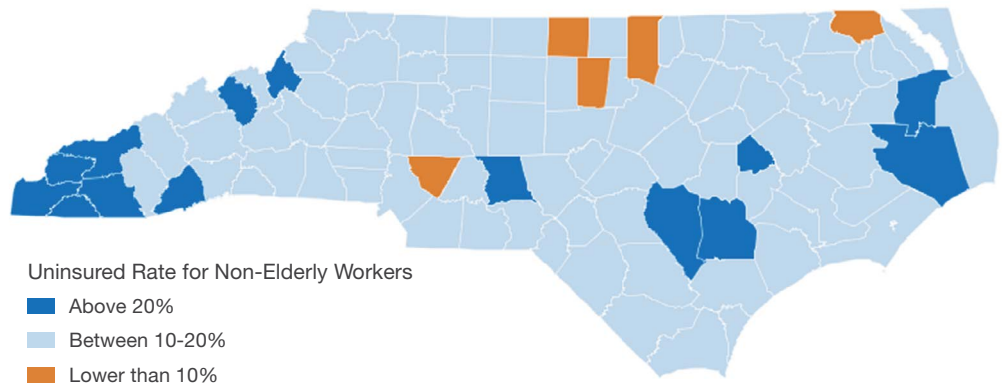 Uninsured Rate for Non-Elderly Workers
Above 20%
Between 10-20%
Lower than 10%